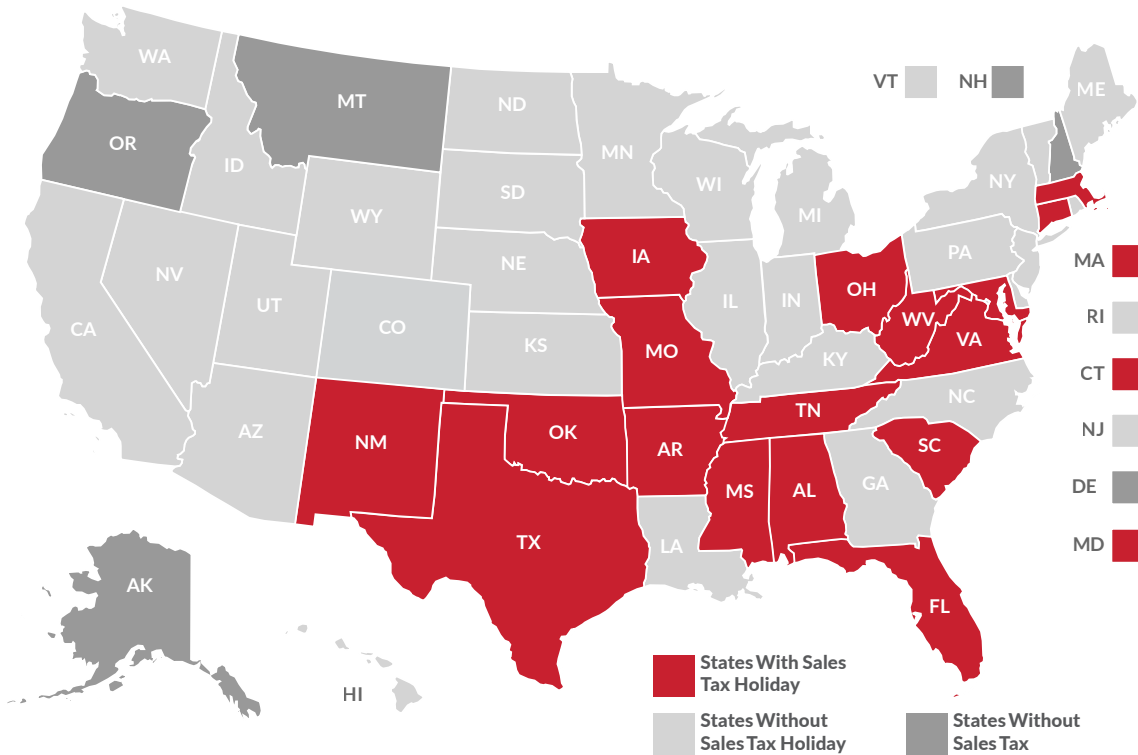 WA
MT
ND
VT
NH
ME
OR
MN
ID
SD
WI
NY
WY
MI
IA
NE
PA
MA
NV
OH
IL
IN
UT
WV
RI
CA
CO
VA
KS
MO
KY
CT
NC
TN
AZ
NM
OK
NJ
AR
SC
MS
AL
GA
DE
TX
LA
MD
AK
FL
HI
States With Sales
Tax Holiday
States Without
Sales Tax Holiday
States Without
Sales Tax